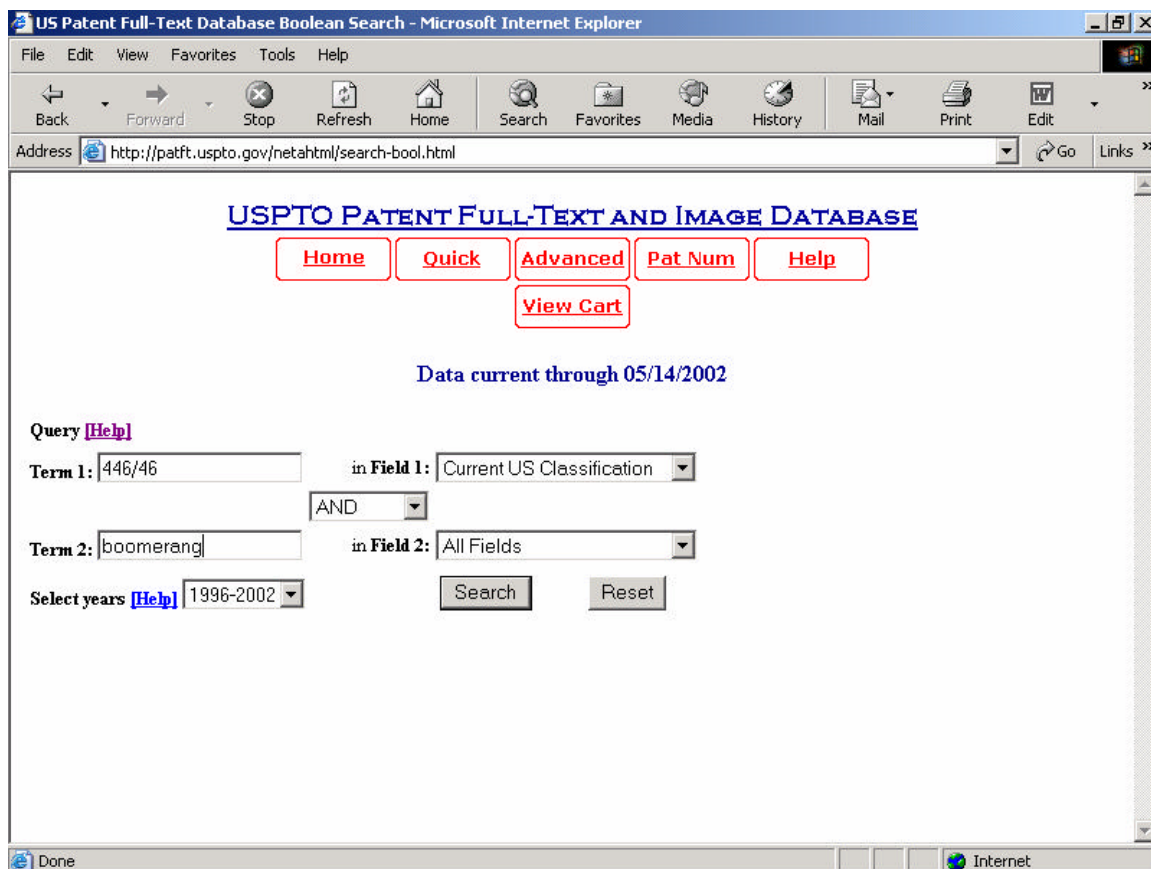 US Patent Full-Text Database Boolean Search - Microsoft Internet Explorer
File Edit View Favorites Tools Help
Back Forward Stop Refresh Home Search Favorites Media History Mail Print Edit »
Address http://patft.uspto.gov/netahtml/search-bool.html Go Links »
USPTO PATENT FULL-TEXT AND IMAGE DATABASE
Home Quick Advanced Pat Num Help
View Cart
Data current through 05/14/2002
Query [Help]
Term 1: 446/46 in Field 1: Current US Classification
AND
Term 2: boomerang in Field 2: All Fields
Select years [Help] 1996-2002 Search Reset
Done Internet